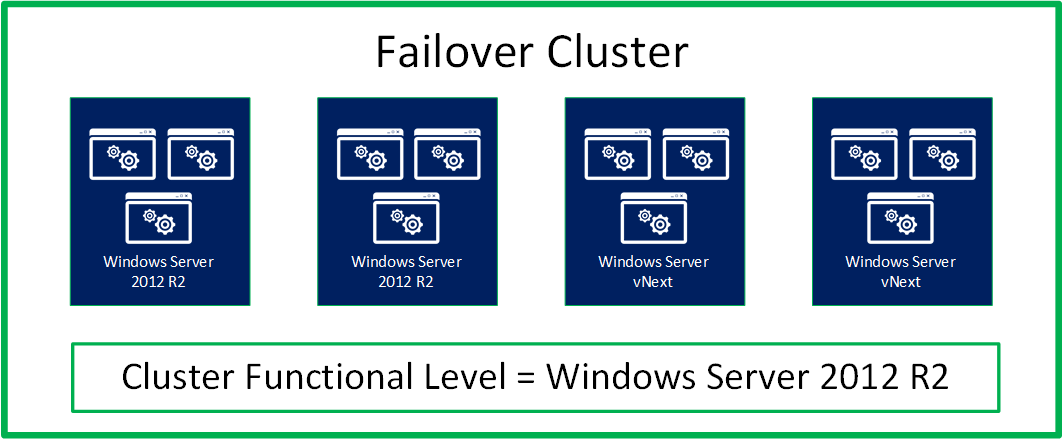 Failover Cluster
Windows Server
2012 R2
Windows Server
2012 R2
Windows Server
vNext
Windows Server
vNext
Cluster Functional Level = Windows Server 2012 R2